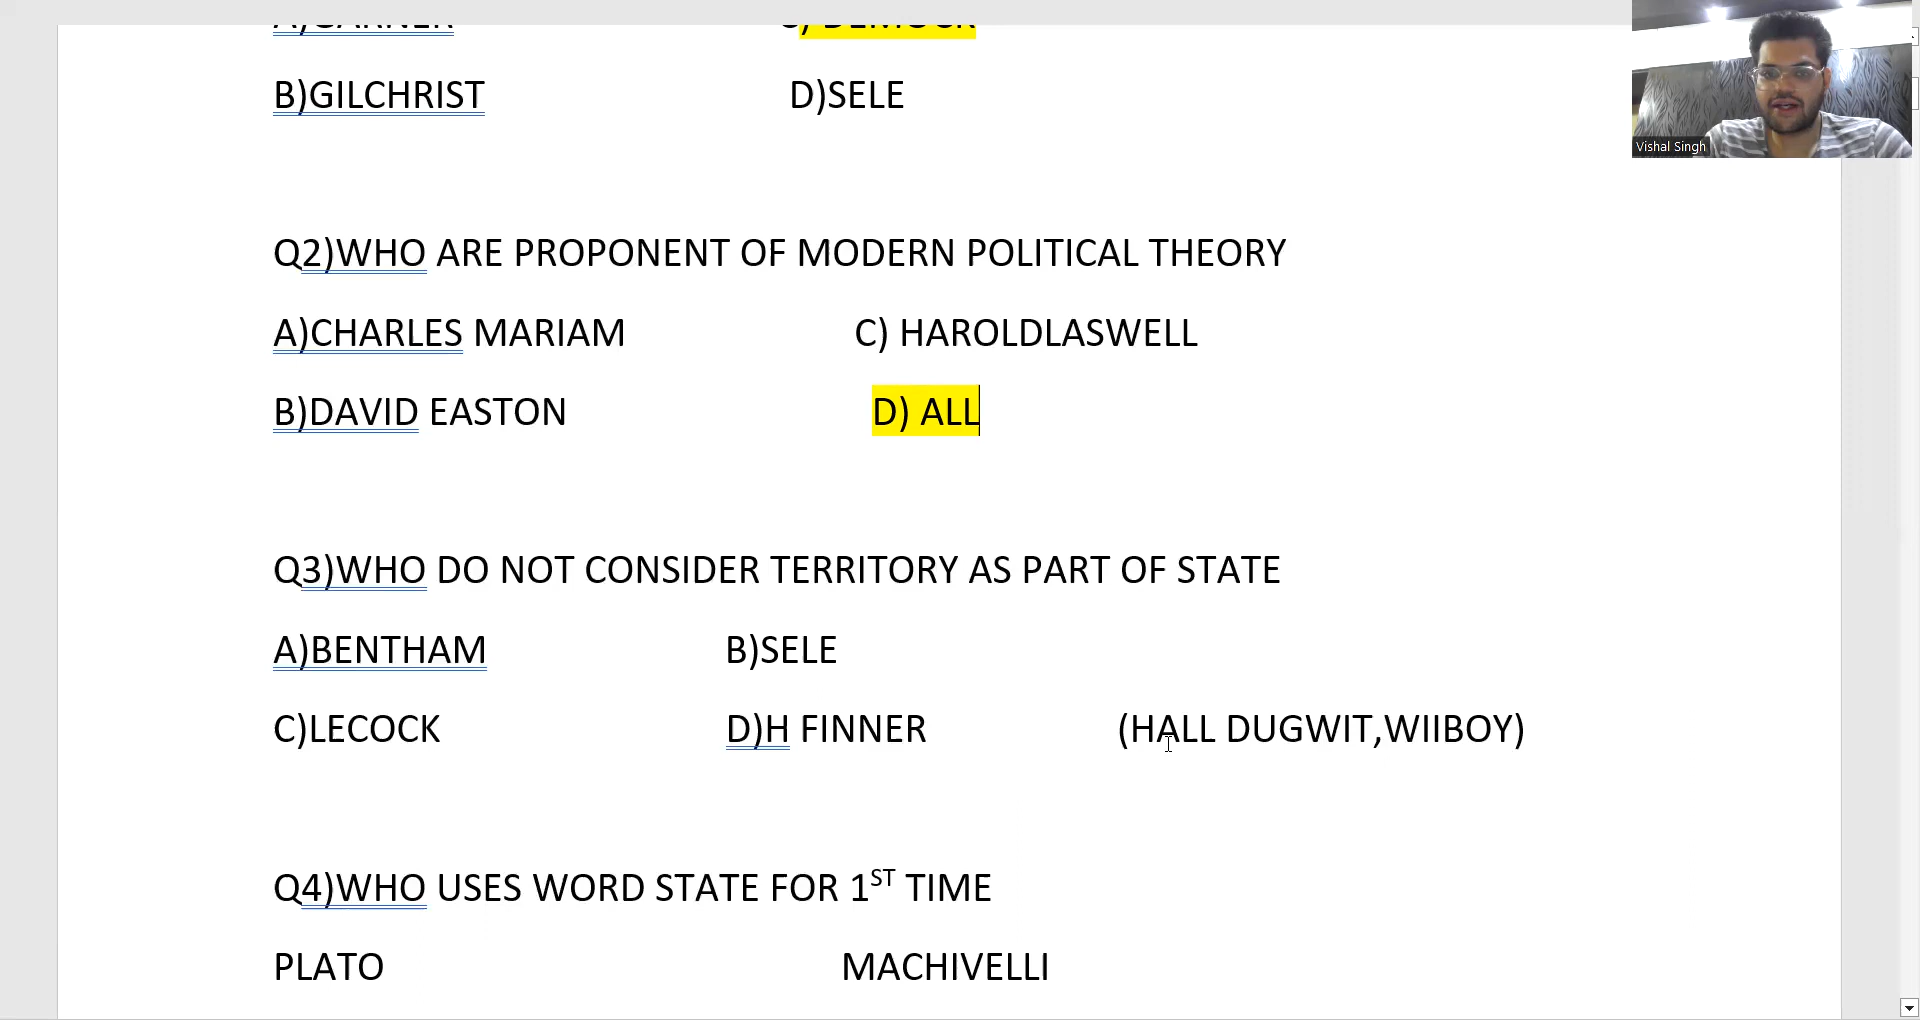 A)GARNER C) DEMOCK
B)GILCHRIST D)SELE
Vishal Singh
Q2)WHO ARE PROPONENT OF MODERN POLITICAL THEORY
A)CHARLES MARIAM C) HAROLDLASWELL
B)DAVID EASTON D) ALL
Q3)WHO DO NOT CONSIDER TERRITORY AS PART OF STATE
A)BENTHAM B)SELE
C)LECOCK D)H FINNER (HALL DUGWIT,WIIBOY)
Q4)WHO USES WORD STATE FOR 1ST TIME
PLATO MACHIVELLI